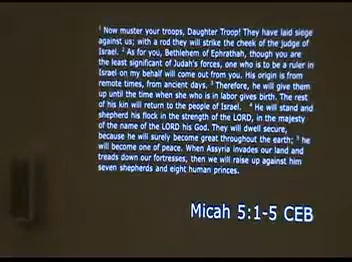 1 Now muster your troops, Daughter Troop! They have laid siege
against us; with a rod they will strike the cheek of the judge of
Israel. 2 As for you, Bethlehem of Ephrathah, though you are
the least significant of Judah's forces, one who is to be a ruler in
Israel on my behalf will come out from you. His origin is from
remote times, from ancient days. 3 Therefore, he will give them
up until the time when she who is in labor gives birth. The rest
of his kin will return to the people of Israel. 4 He will stand and
shepherd his flock in the strength of the LORD, in the majesty
of the name of the LORD his God. They will dwell secure,
because he will surely become great throughout the earth; 5 he
will become one of peace. When Assyria invades our land and
treads down our fortresses, then we will raise up against him
seven shepherds and eight human princes.
Micah 5:1-5 CEB